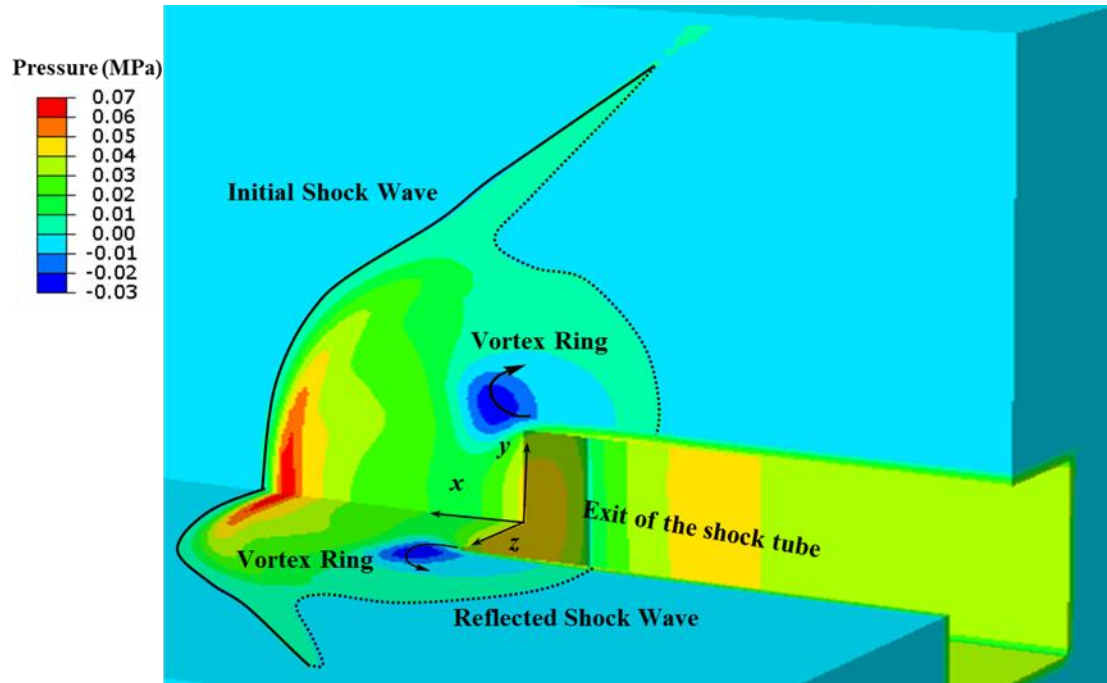 Pressure (MPa)
0.07
0.06
0.05
0.04
0.03
0.02
0.01
0.00
-0.01
-0.02
-0.03
Initial Shock Wave
Vortex Ring
y
x
z
Exit of the shock tube
Vortex Ring
Reflected Shock Wave